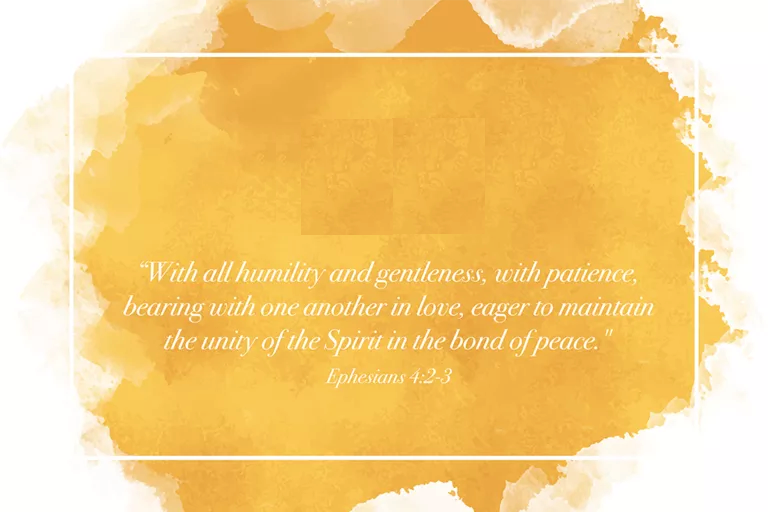 “With all humility and gentleness, with patience,
bearing with one another in love, eager to maintain
the unity of the Spirit in the bond of peace."
Ephesians 4:2-3